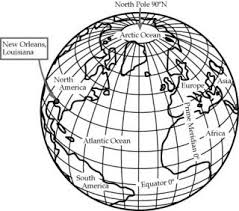 North Pole 90°N
Arctic Ocean
New Orleans,
Louisiana
North
America
Europe
Asia
Prime Meridian 0°
Atlantic Ocean
Africa
South
America
Equator 0°